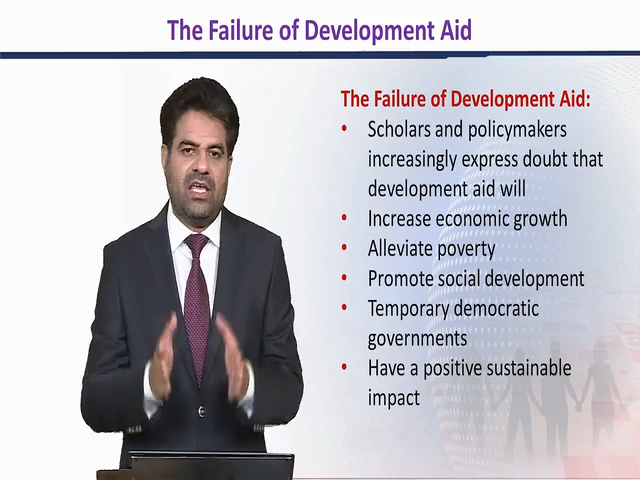 The Failure of Development Aid
The Failure of Development Aid:
• Scholars and policymakers
increasingly express doubt that
development aid will
• Increase economic growth
• Alleviate poverty
• Promote social development
• Temporary democratic
governments
• Have a positive sustainable
impact